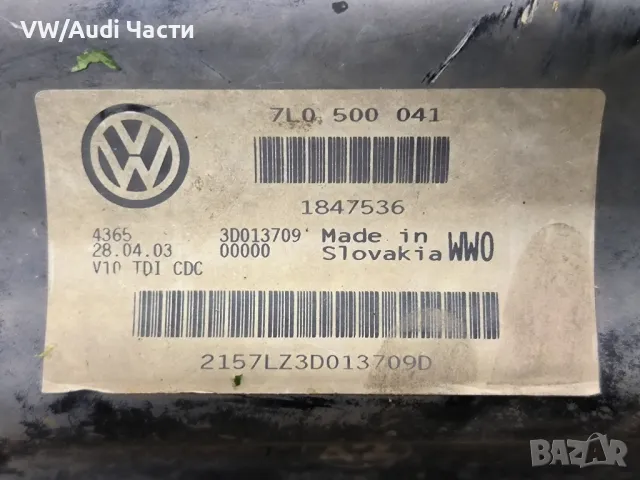 VW/Audi Части
7L0 500 041
1847536
4365 3D013709 Made in
28.04.03 00000 Slovakia WWO
V10 TDI CDC
2157LZ3D013709D
BAZAR